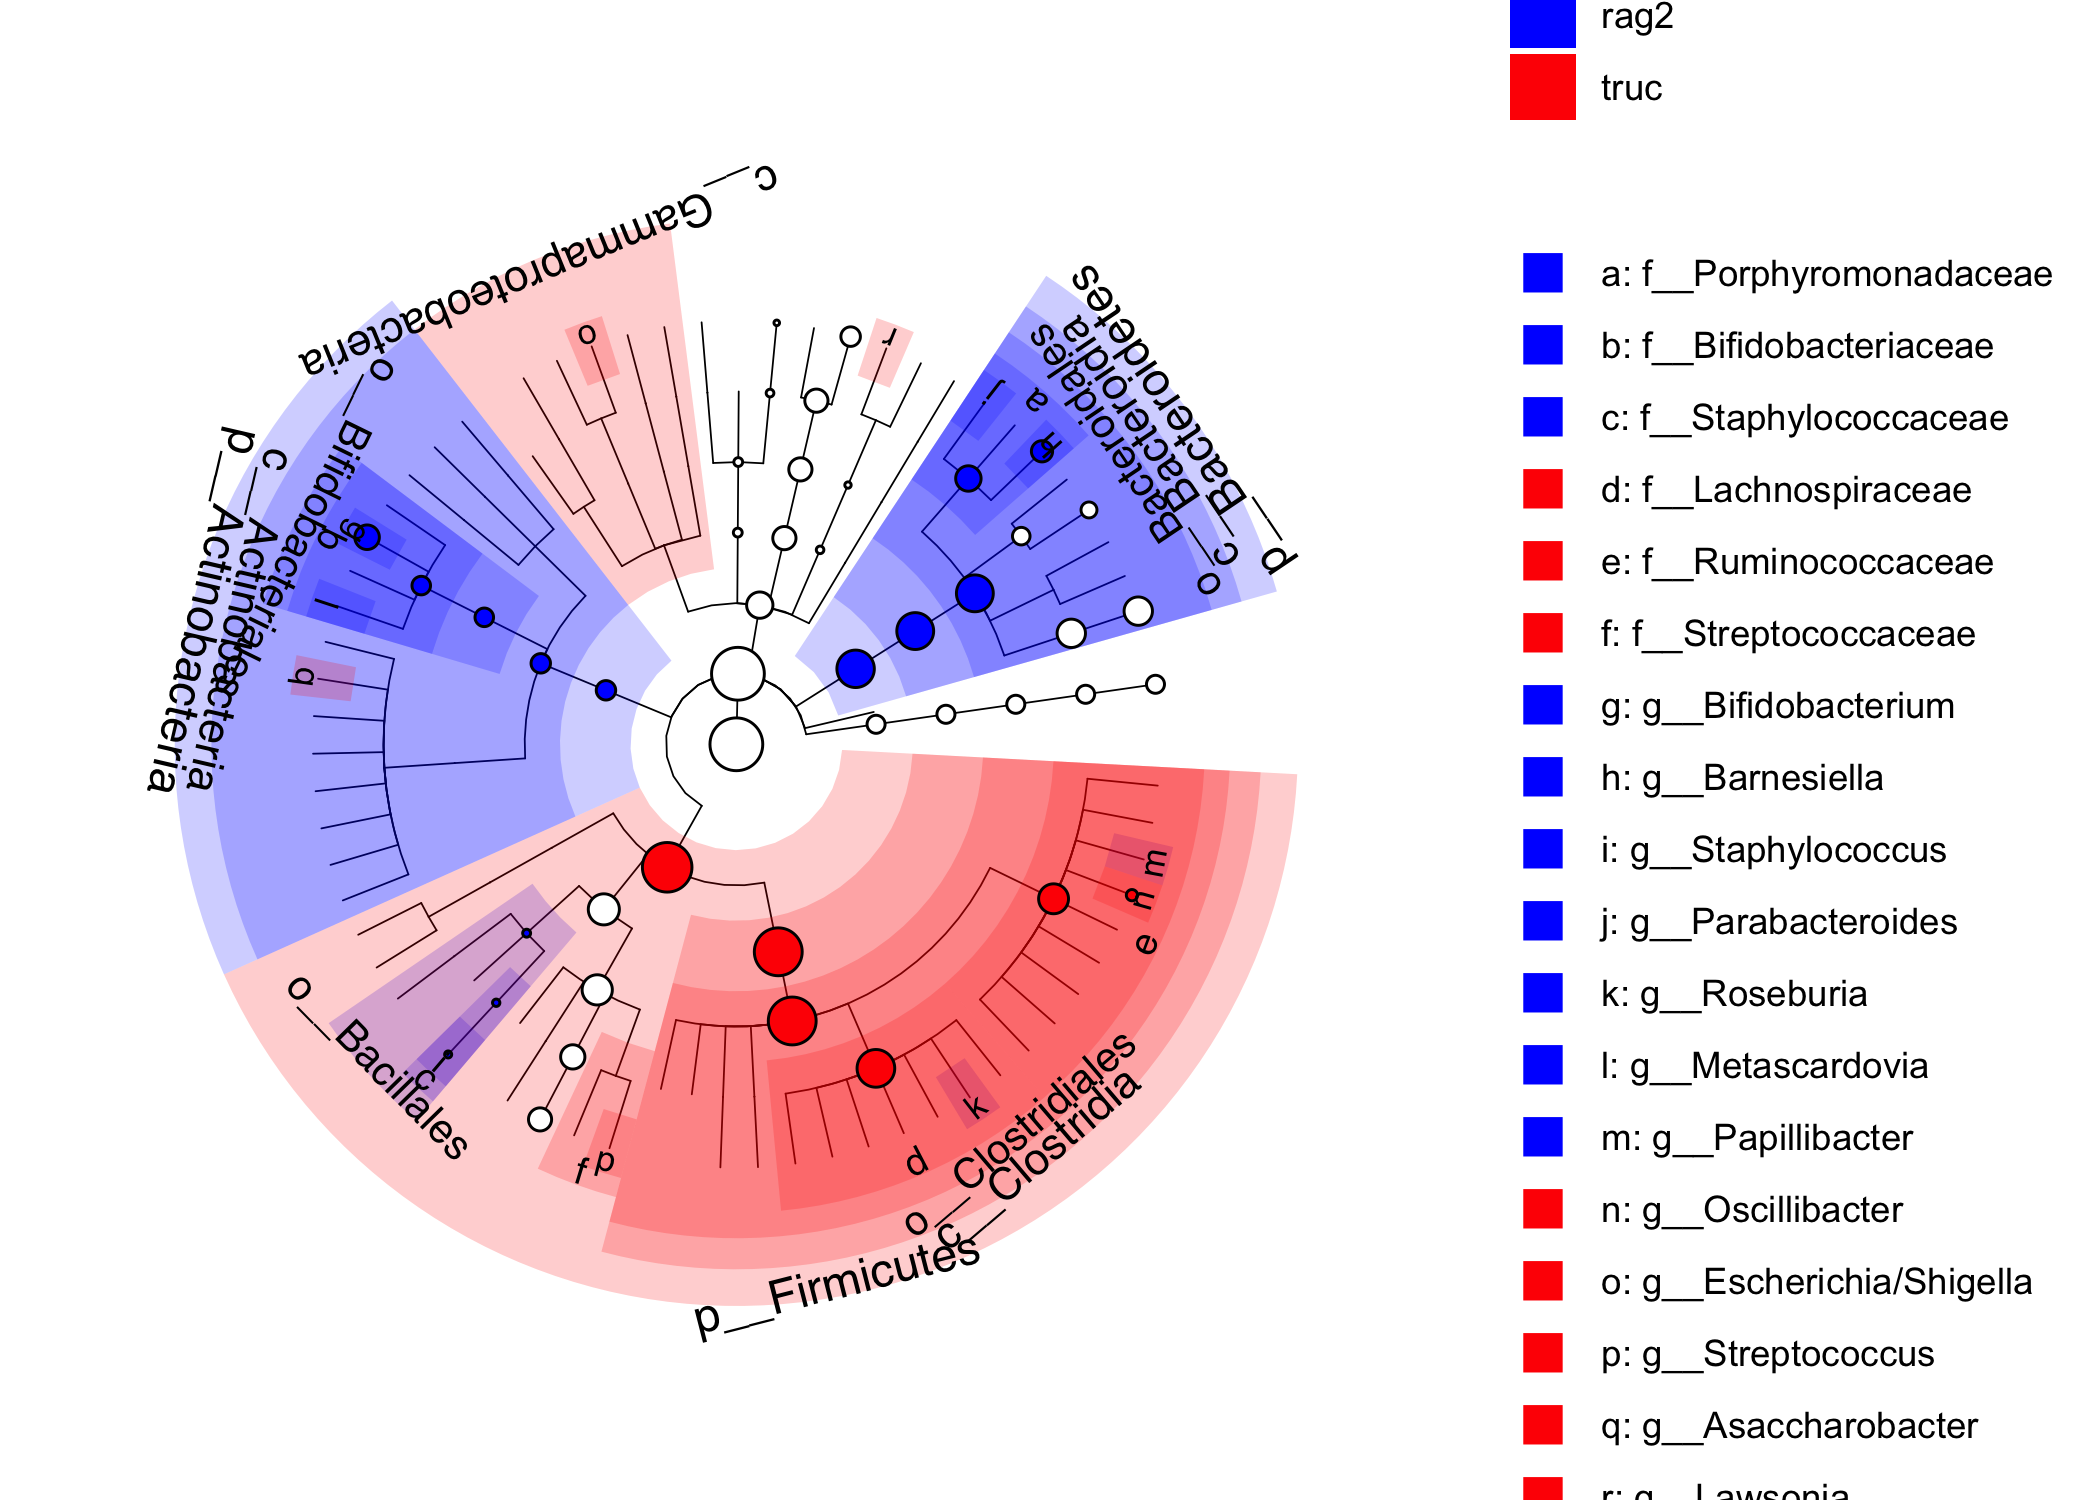 rag2
truc
a: f__Porphyromonadaceae
b: f__Bifidobacteriaceae
c: f__Staphylococcaceae
d: f__Lachnospiraceae
e: f__Ruminococcaceae
f: f__Streptococcaceae
g: g__Bifidobacterium
h: g__Barnesiella
i: g__Staphylococcus
j: g__Parabacteroides
k: g__Roseburia
l: g__Metascardovia
m: g__Papillibacter
n: g__Oscillibacter
o: g__Escherichia/Shigella
p: g__Streptococcus
q: g__Asaccharobacter
r: g__Lawsonia
c__Gammaproteobacteria
o__Bifidobacteriales
c__Actinobacteria
p__Actinobacteria
p__Bacteroidetes
c__Bacteroidia
o__Bacteroidales
o__Bacillales
o__Clostridiales
c__Clostridia
p__Firmicutes
o
r
j
a
h
g
b
l
q
m
n
e
k
d
p
f
c